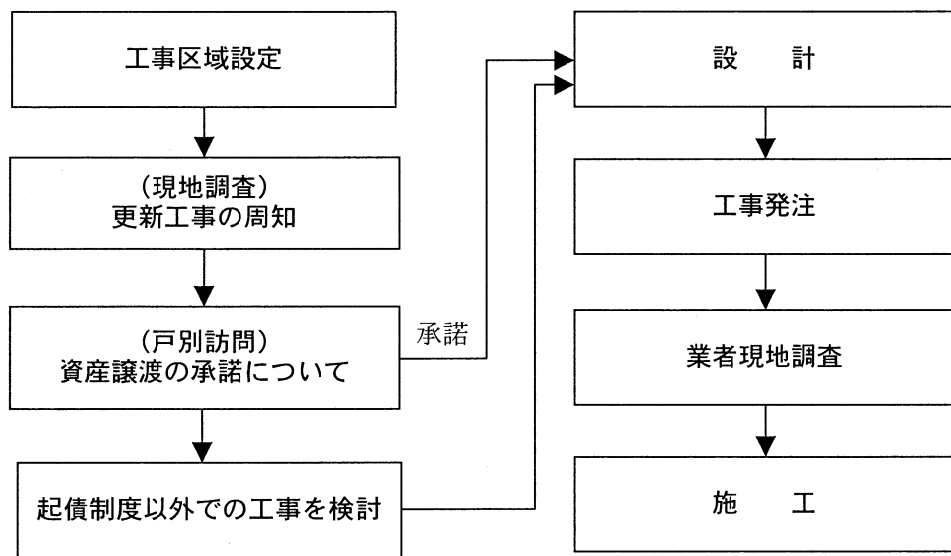 工事区域設定
(現地調査)
更新工事の周知
(戸別訪問)
資産譲渡の承諾について
承諾
起債制度以外での工事を検討
設　計
工事発注
業者現地調査
施　工